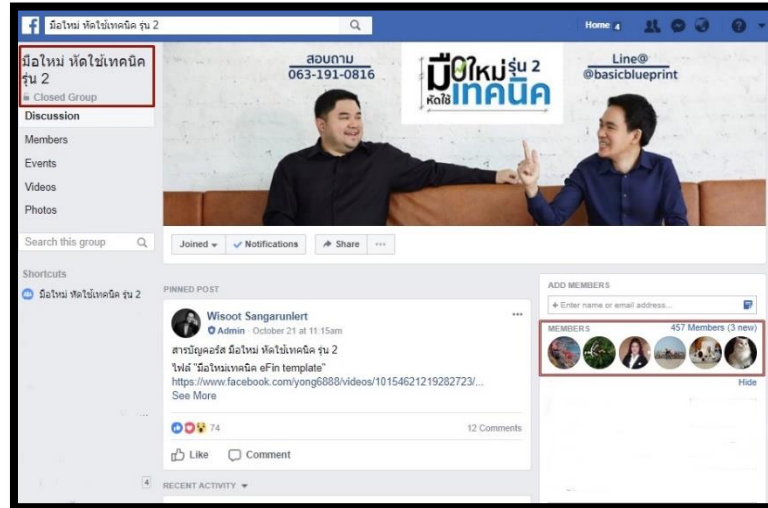 มือใหม่ หัดใช้เทคนิค รุ่น 2
Home 4
มือใหม่ หัดใช้เทคนิค
รุ่น 2
Closed Group
Discussion
Members
Events
Videos
Photos
Search this group
Shortcuts
มือใหม่ หัดใช้เทคนิค รุ่น 2
4
สอบถาม
063-191-0816
มือใหม่ รุ่น 2
หัดใช้เทคนิค
Line@
@basicblueprint
Joined
Notifications
Share
PINNED POST
Wisoot Sangarunlert
Admin · October 21 at 11:15am
สารบัญคอร์ส มือใหม่ หัดใช้เทคนิค รุ่น 2
ไฟล์ "มือใหม่เทคนิค eFin template"
https://www.facebook.com/yong6888/videos/10154621219282723/...
See More
74
12 Comments
Like
Comment
RECENT ACTIVITY
ADD MEMBERS
+ Enter name or email address...
MEMBERS
457 Members (3 new)
Hide